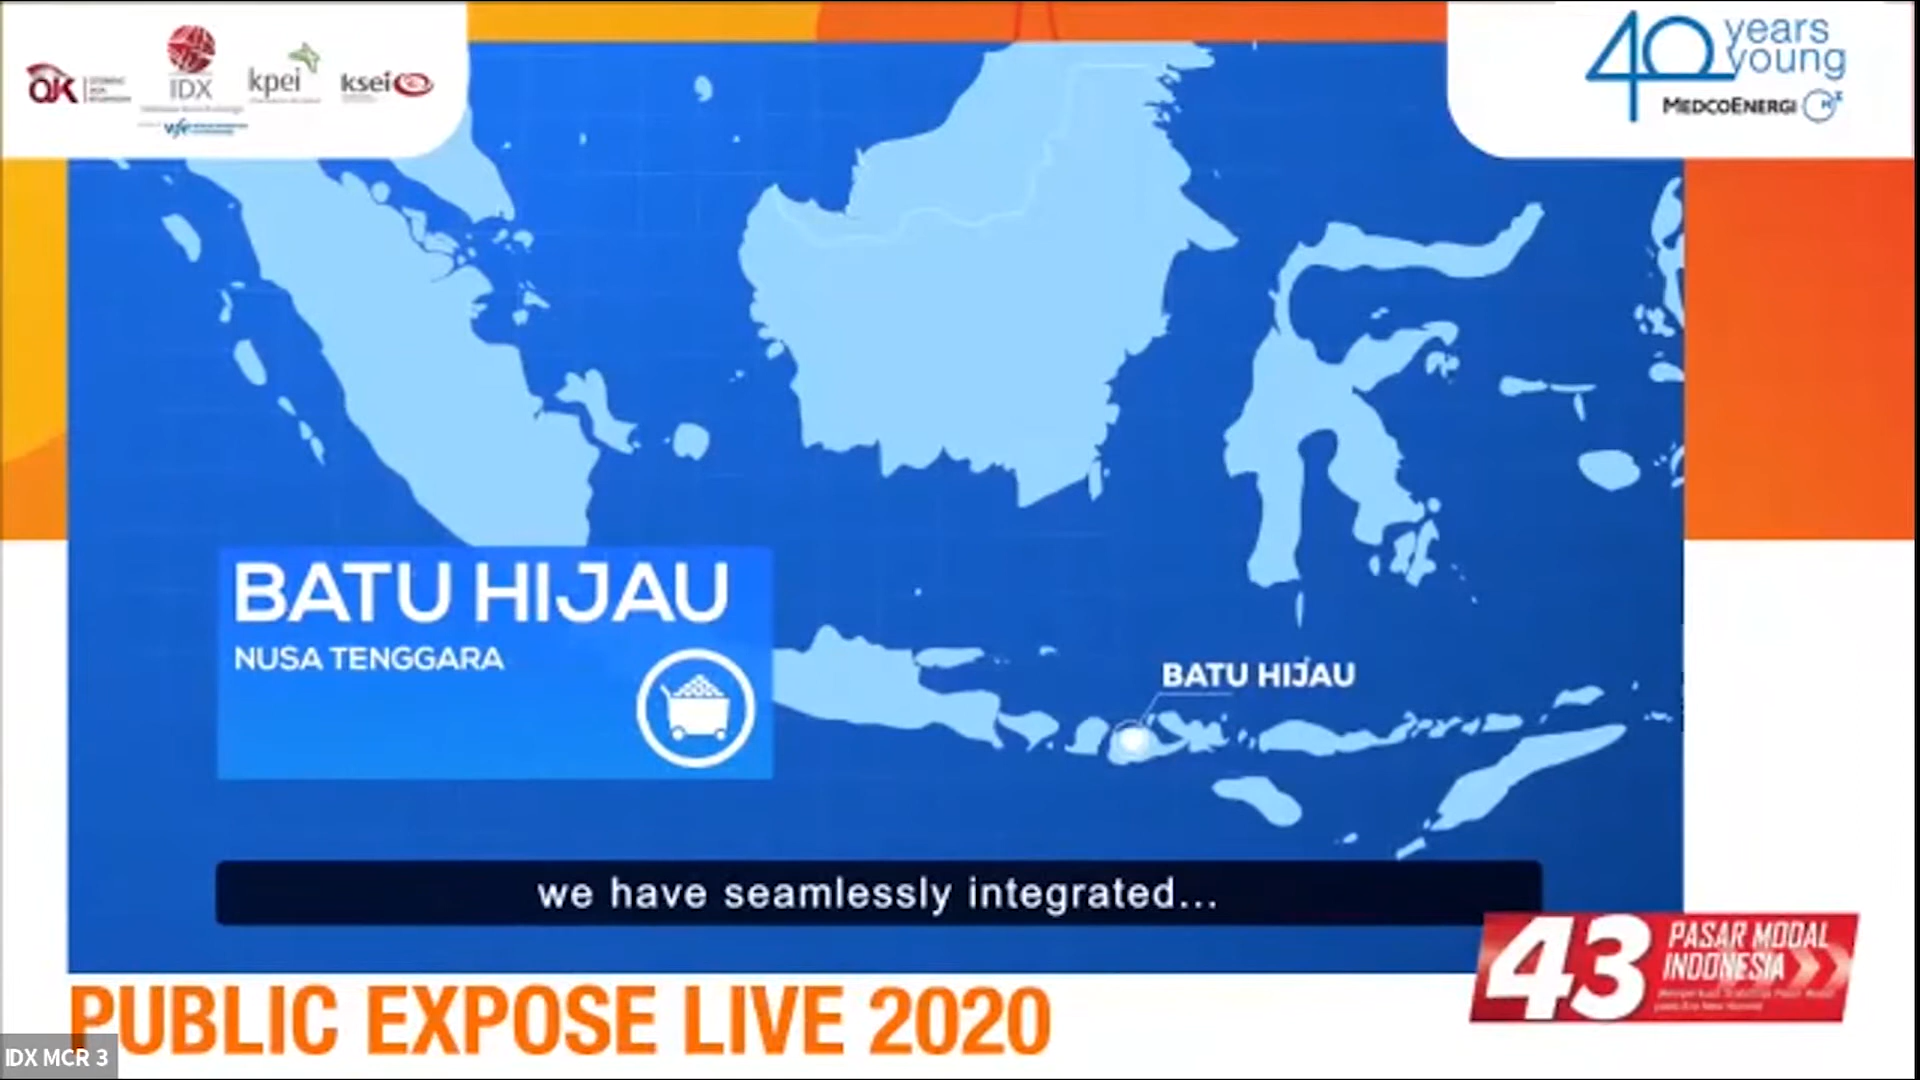 OJK
IDX
kpei
ksei
40 years young
MEDCOENERGI
BATU HIJAU
NUSA TENGGARA
BATU HIJAU
we have seamlessly integrated...
43 PASAR MODAL
INDONESIA
PUBLIC EXPOSE LIVE 2020
IDX MCR 3